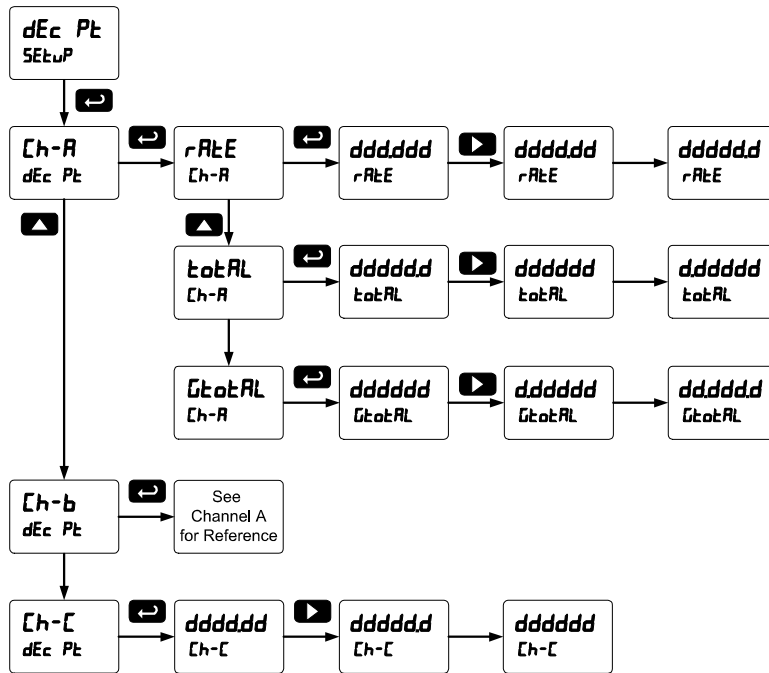 dEc Pt
SEtuP
Ch-A
dEc Pt
rAtE
Ch-A
ddd.ddd
rAtE
dddd.dd
rAtE
ddddd.d
rAtE
totAL
Ch-A
ddddd.d
totAL
dddddd
totAL
d.ddddd
totAL
GtotAL
Ch-A
dddddd
GtotAL
d.ddddd
GtotAL
dd.ddd.d
GtotAL
Ch-b
dEc Pt
See
Channel A
for Reference
Ch-C
dEc Pt
dddd.dd
Ch-C
ddddd.d
Ch-C
dddddd
Ch-C